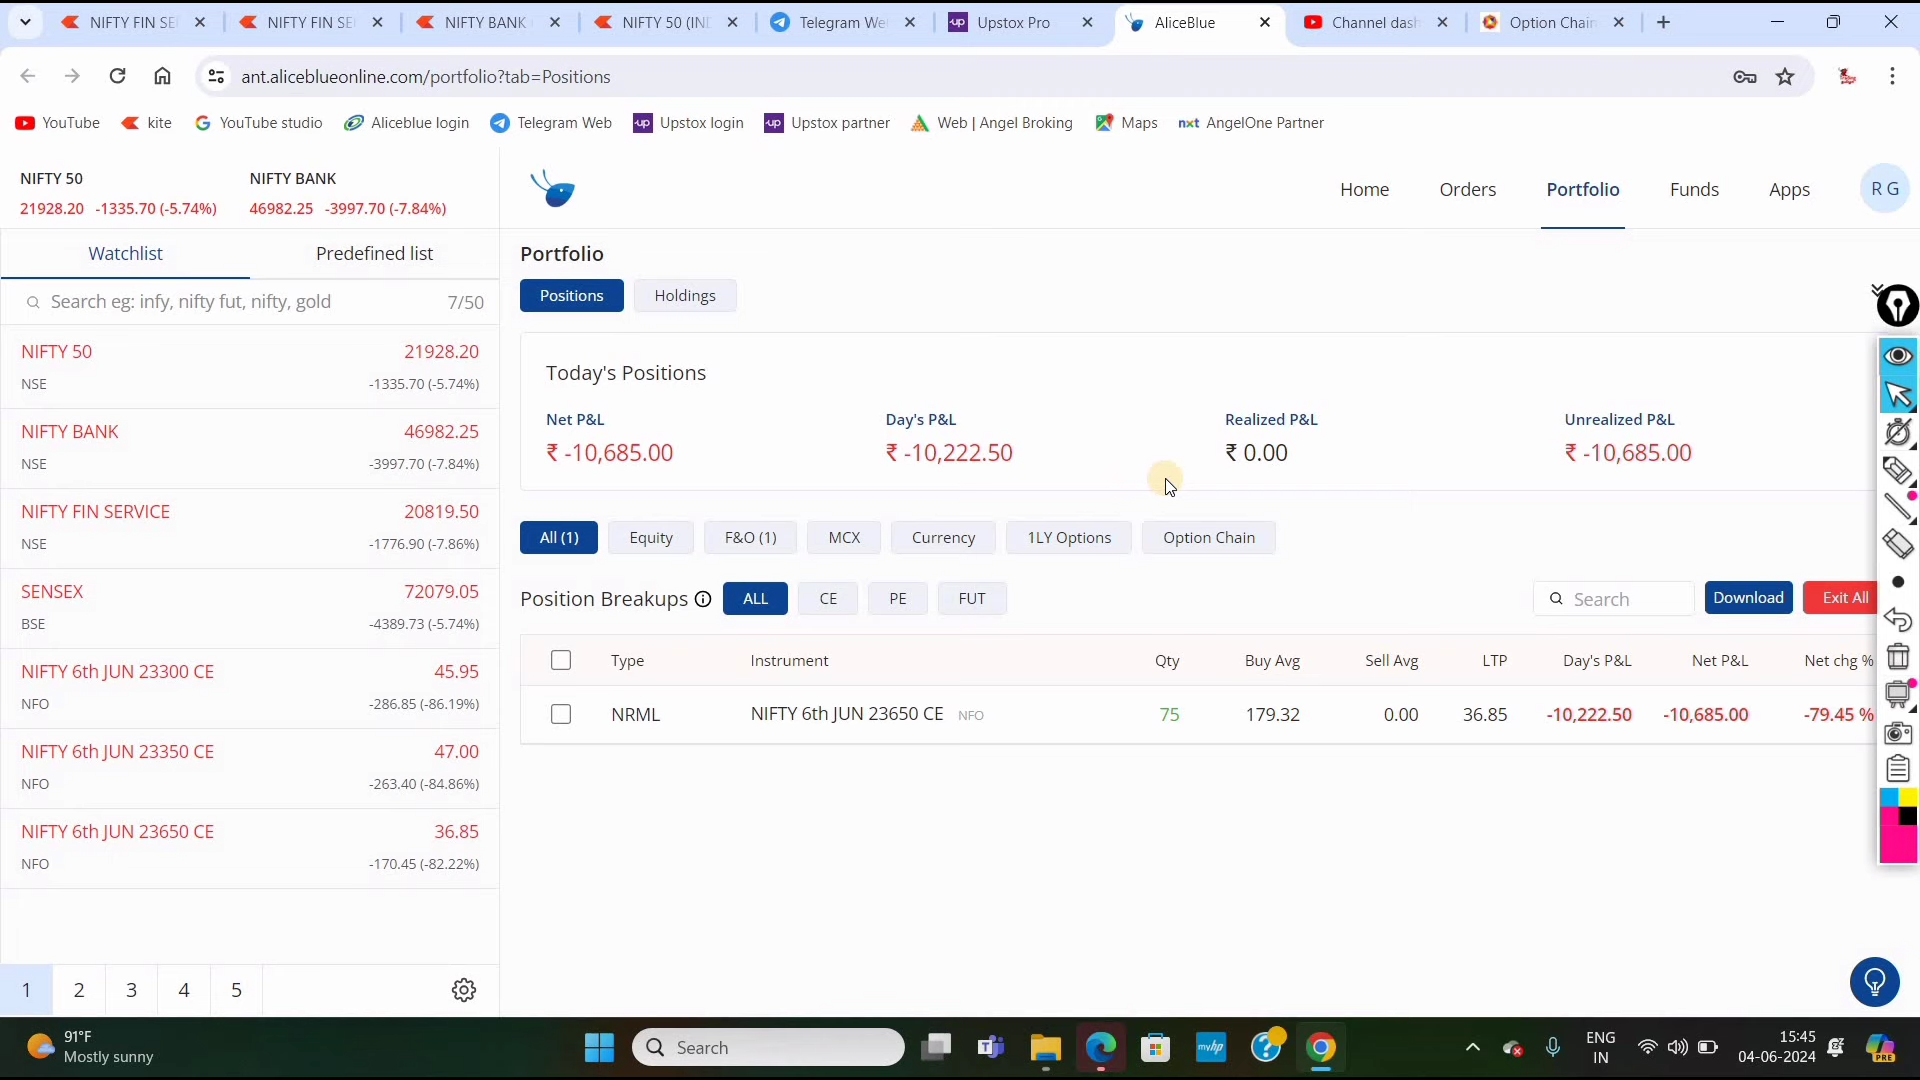 NIFTY FIN SE
NIFTY FIN SE
NIFTY BANK
NIFTY 50 (IND
Telegram We
Upstox Pro
AliceBlue
Channel dash
Option Chain
ant.aliceblueonline.com/portfolio?tab=Positions
YouTube kite YouTube studio Aliceblue login Telegram Web Upstox login Upstox partner Web | Angel Broking Maps nxt AngelOne Partner
NIFTY 50 NIFTY BANK
21928.20 -1335.70 (-5.74%) 46982.25 -3997.70 (-7.84%)
Home Orders Portfolio Funds Apps R G
Watchlist Predefined list
Search eg: infy, nifty fut, nifty, gold 7/50
NIFTY 50 21928.20
NSE -1335.70 (-5.74%)
NIFTY BANK 46982.25
NSE -3997.70 (-7.84%)
NIFTY FIN SERVICE 20819.50
NSE -1776.90 (-7.86%)
SENSEX 72079.05
BSE -4389.73 (-5.74%)
NIFTY 6th JUN 23300 CE 45.95
NFO -286.85 (-86.19%)
NIFTY 6th JUN 23350 CE 47.00
NFO -263.40 (-84.86%)
NIFTY 6th JUN 23650 CE 36.85
NFO -170.45 (-82.22%)
1 2 3 4 5
Portfolio
Positions Holdings
Today's Positions
Net P&L Day's P&L Realized P&L Unrealized P&L
₹ -10,685.00 ₹ -10,222.50 ₹ 0.00 ₹ -10,685.00
All (1) Equity F&O (1) MCX Currency 1LY Options Option Chain
Position Breakups ALL CE PE FUT Search Download Exit All
Type Instrument Qty Buy Avg Sell Avg LTP Day's P&L Net P&L Net chg %
NRML NIFTY 6th JUN 23650 CE NFO 75 179.32 0.00 36.85 -10,222.50 -10,685.00 -79.45 %
91°F
Mostly sunny
Search
myhp
ENG
IN
15:45
04-06-2024
PRE